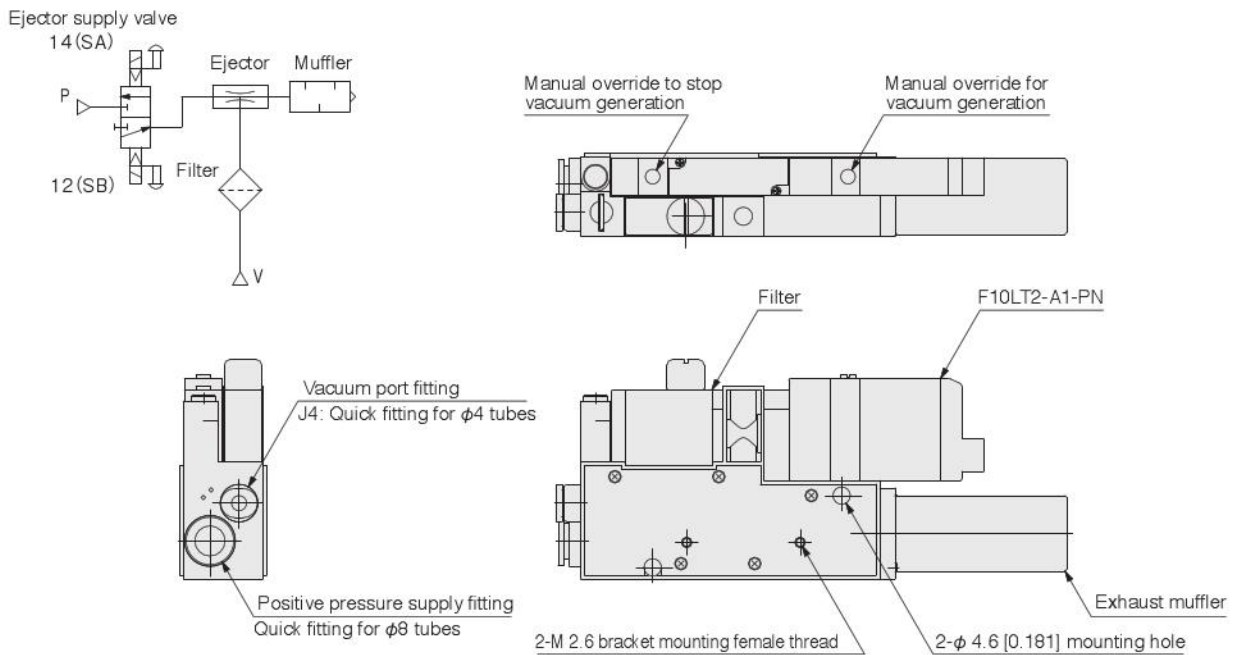 Ejector supply valve
14(SA)
Ejector
Muffler
P
Filter
12(SB)
V
Manual override to stop
vacuum generation
Manual override for
vacuum generation
Filter
F10LT2-A1-PN
Vacuum port fitting
J4: Quick fitting for φ4 tubes
Positive pressure supply fitting
Quick fitting for φ8 tubes
Exhaust muffler
2-M 2.6 bracket mounting female thread
2-φ 4.6 [0.181] mounting hole